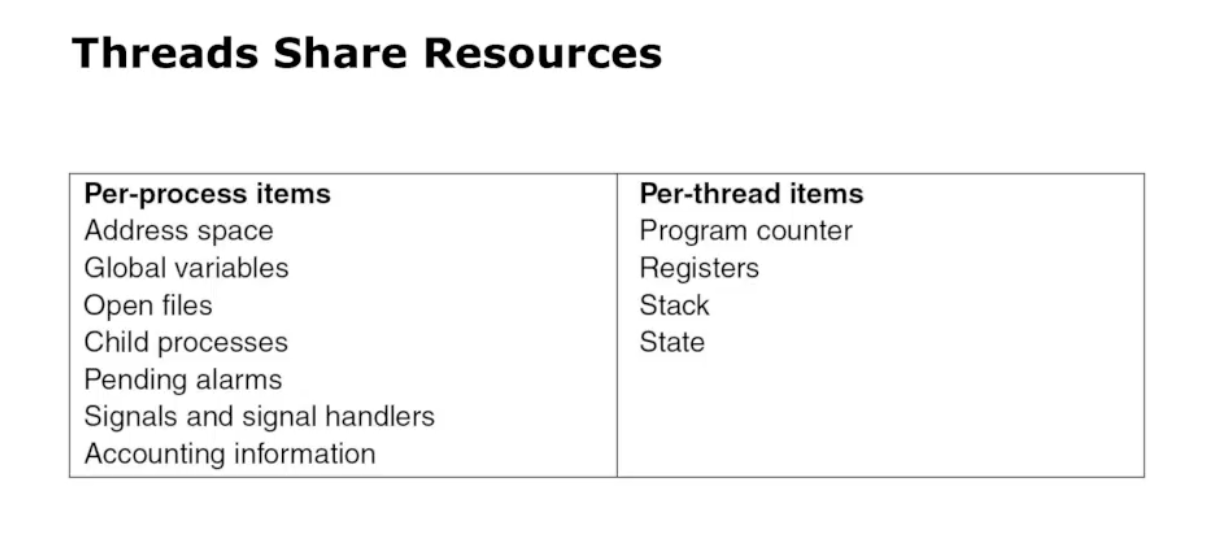 Threads Share Resources
Per-process items
Address space
Global variables
Open files
Child processes
Pending alarms
Signals and signal handlers
Accounting information
Per-thread items
Program counter
Registers
Stack
State